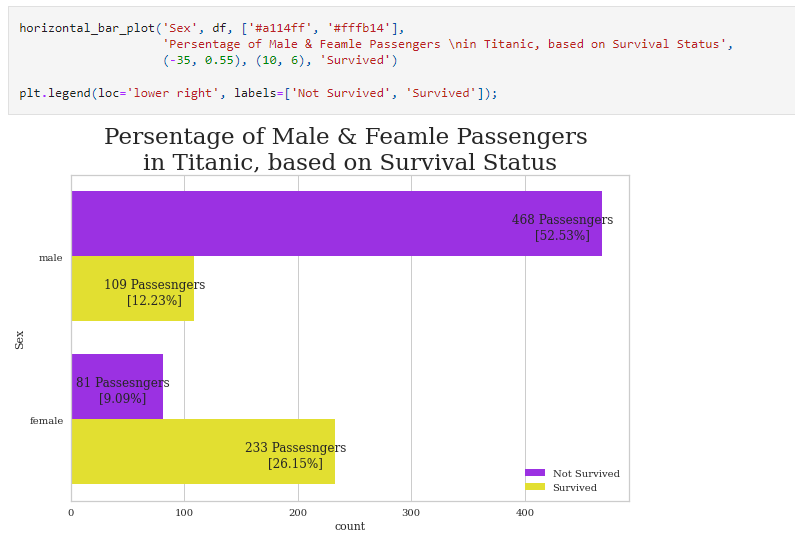 horizontal_bar_plot('Sex', df, ['#a114ff', '#fffb14'],
'Persentage of Male & Feamle Passengers \nin Titanic, based on Survival Status',
(-35, 0.55), (10, 6), 'Survived')
plt.legend(loc='lower right', labels=['Not Survived', 'Survived']);
Persentage of Male & Feamle Passengers
in Titanic, based on Survival Status
468 Passesngers
[52.53%]
male
109 Passesngers
[12.23%]
Sex
81 Passesngers
[9.09%]
female
233 Passesngers
[26.15%]
Not Survived
Survived
0 100 200 300 400
count